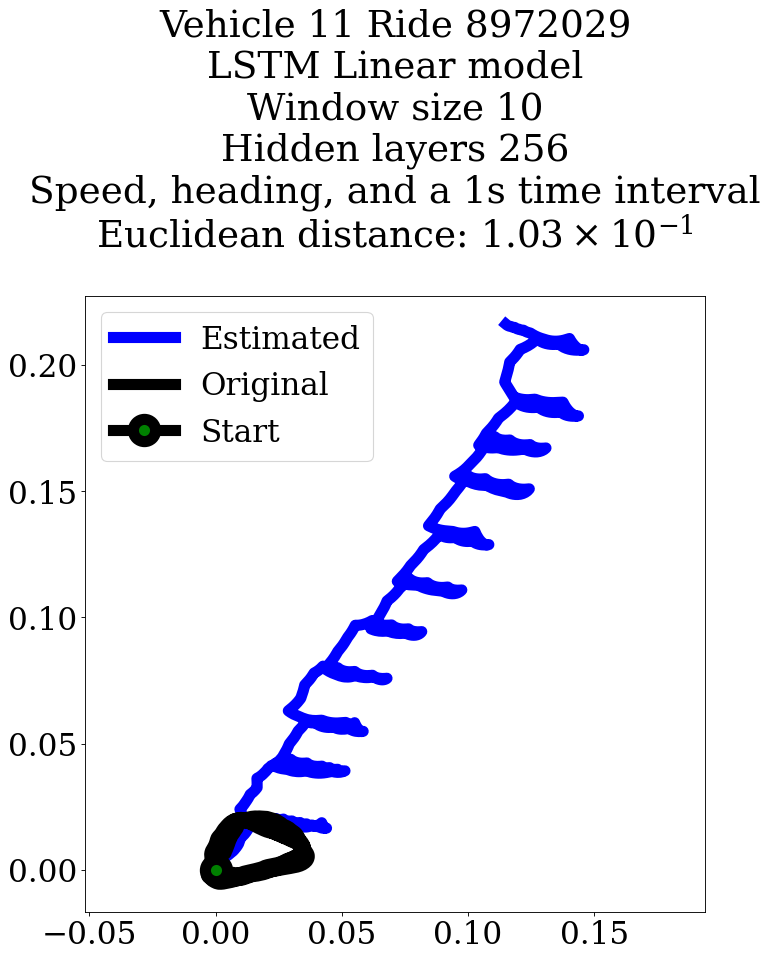 Vehicle 11 Ride 8972029
LSTM Linear model
Window size 10
Hidden layers 256
Speed, heading, and a 1s time interval
Euclidean distance: 1.03 × 10⁻¹
Estimated
Original
Start
0.20
0.15
0.10
0.05
0.00
−0.05 0.00 0.05 0.10 0.15